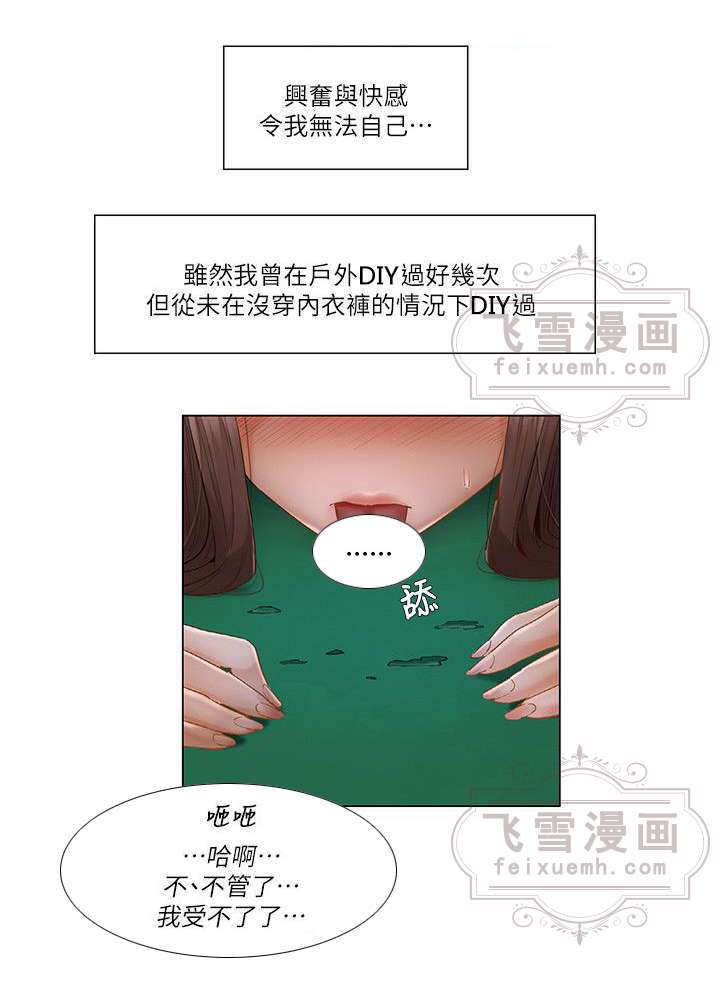 興奮與快感
令我無法自己…
雖然我曾在戶外DIY過好幾次
但從未在沒穿內衣褲的情況下DIY過
飞雪漫画
feixuemh.com
……
舔
咂咂
…哈啊…
不、不管了…
我受不了了…
飞雪漫画
feixuemh.com